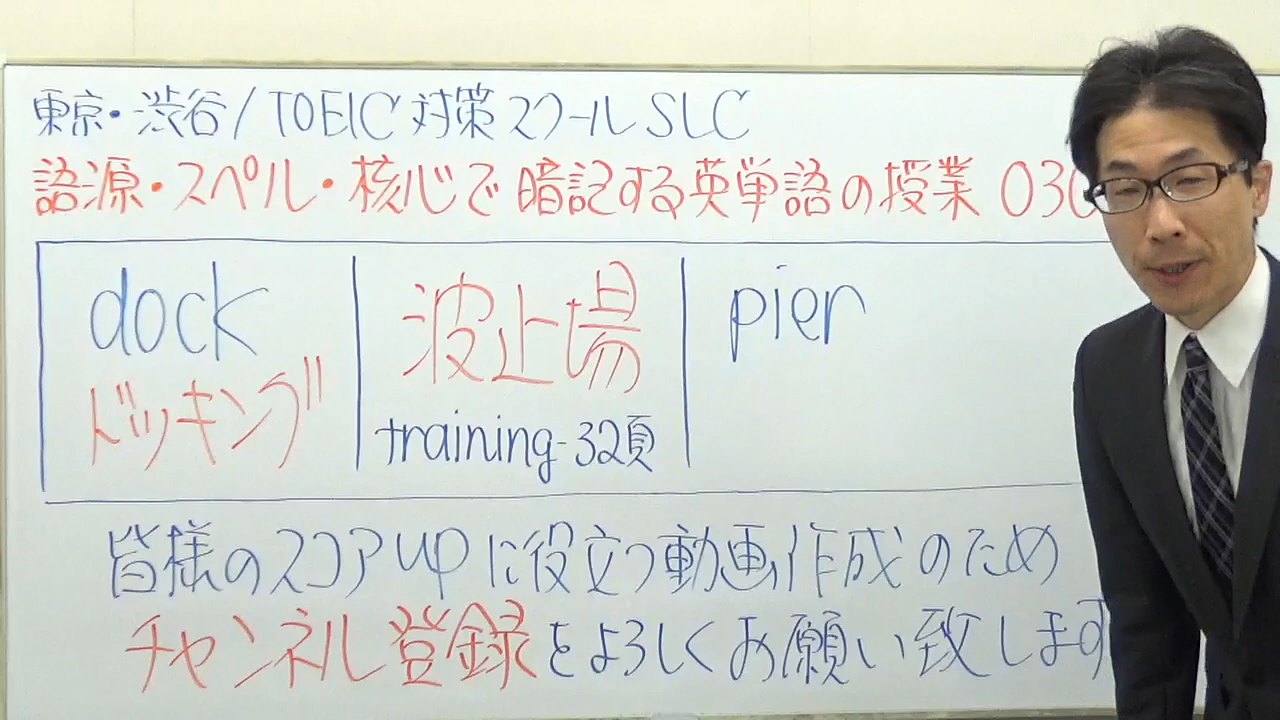 東京・渋谷/TOEIC対策スクールSLC
語源・スペル・核心で暗記する英単語の授業 030
dock 波止場 pier
ドッキング training-32頁
皆様のスコアupに役立つ動画作成のため
チャンネル登録をよろしくお願い致します